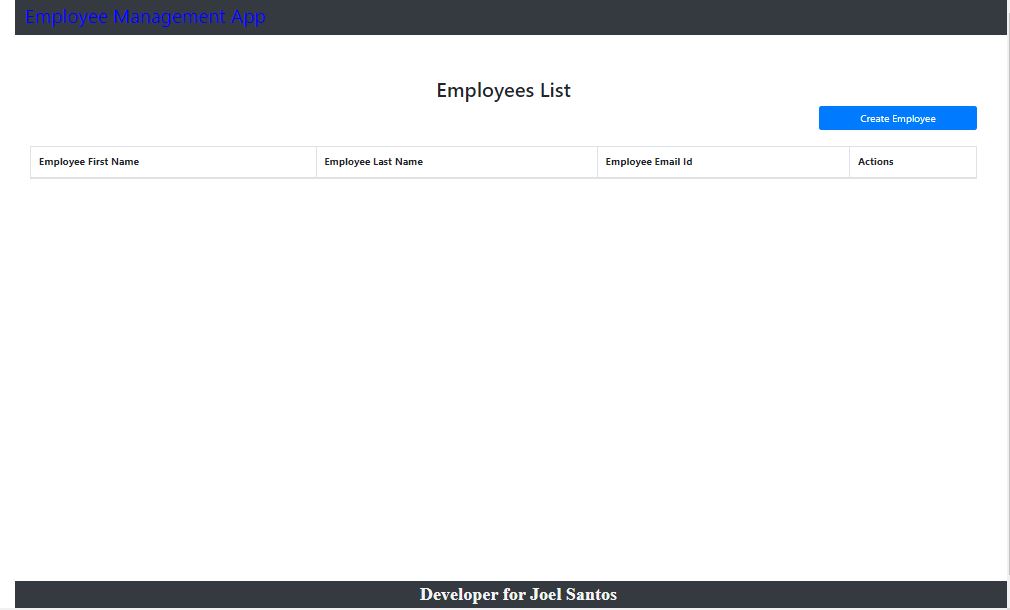 Employee Management App
Employees List
Create Employee
Employee First Name Employee Last Name Employee Email Id Actions
Developer for Joel Santos